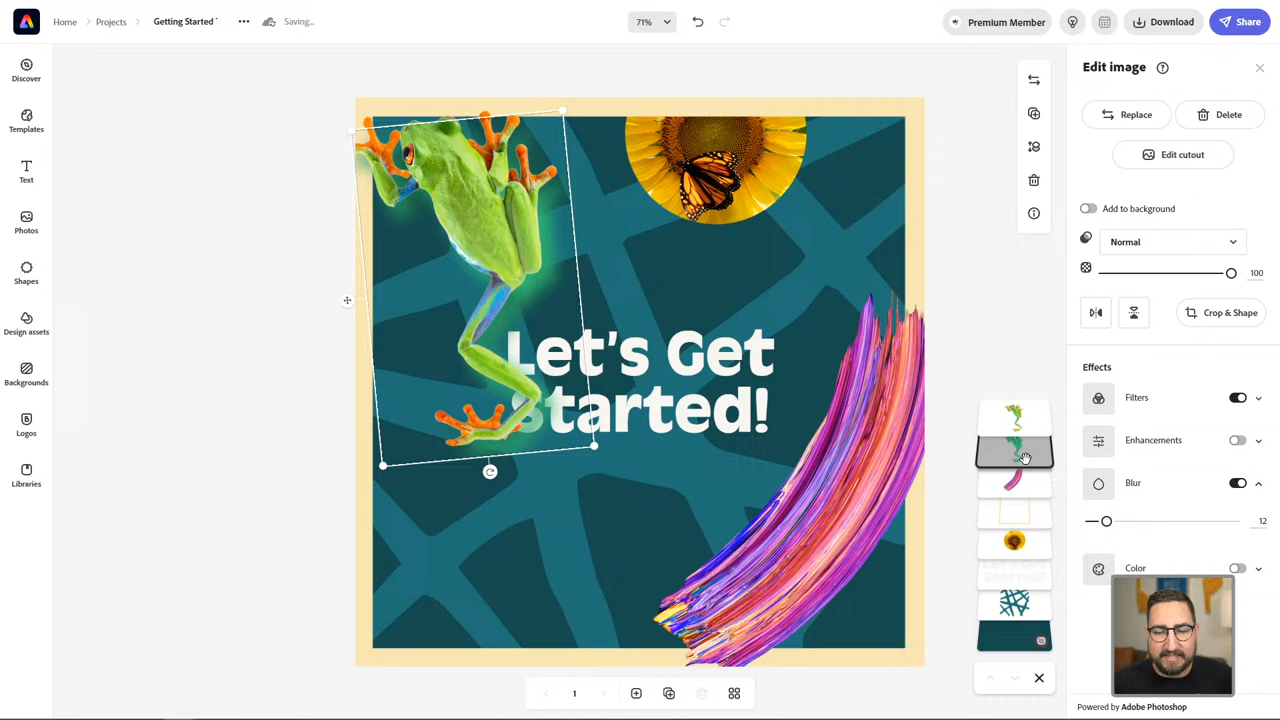 Home
Projects
Getting Started
Saving...
71%
Premium Member
Download
Share
Discover
Templates
Text
Photos
Shapes
Design assets
Backgrounds
Logos
Libraries
Let's Get
Started!
1
Edit image
Replace
Delete
Edit cutout
Add to background
Normal
100
Crop & Shape
Effects
Filters
Enhancements
Blur
12
Color
Powered by Adobe Photoshop